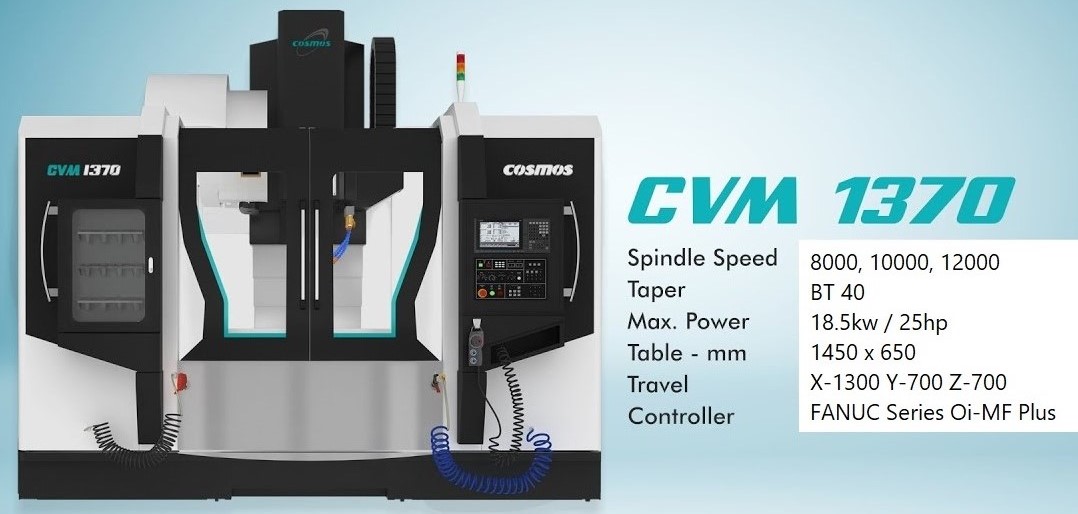 COSMOS
CVM 1370
COSMOS
CVM 1370
Spindle Speed 8000, 10000, 12000
Taper BT 40
Max. Power 18.5kw / 25hp
Table - mm 1450 x 650
Travel X-1300 Y-700 Z-700
Controller FANUC Series Oi-MF Plus